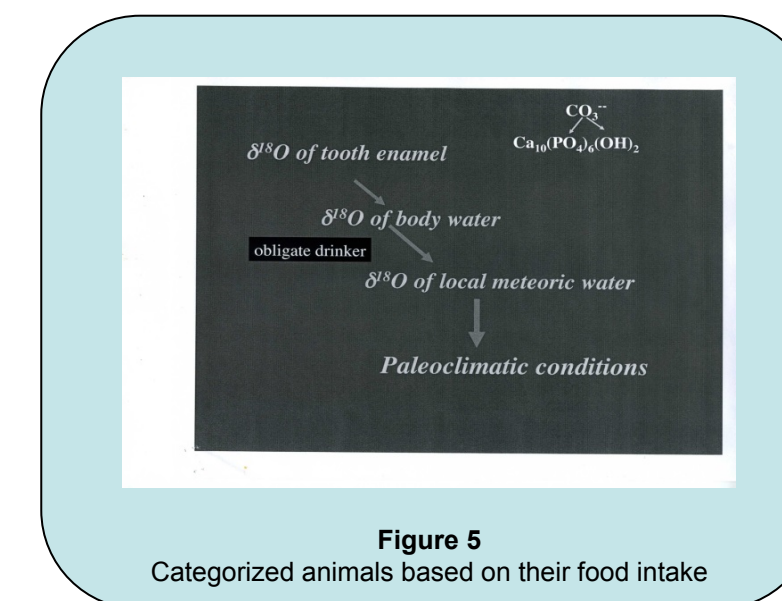 CO₃⁻⁻
Ca₁₀(PO₄)₆(OH)₂
δ¹⁸O of tooth enamel
δ¹⁸O of body water
obligate drinker
δ¹⁸O of local meteoric water
Paleoclimatic conditions
Figure 5
Categorized animals based on their food intake